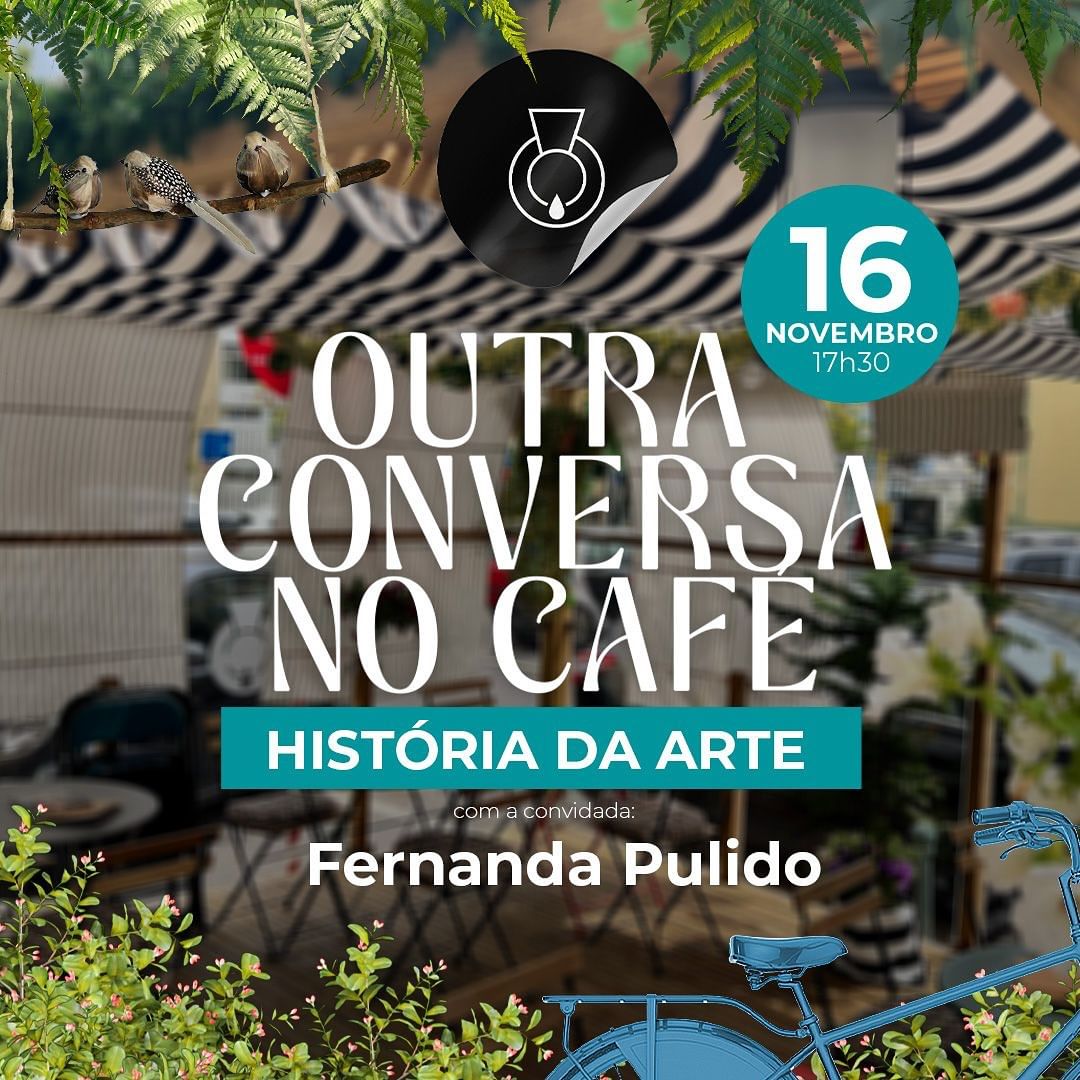 16
NOVEMBRO
17h30
OUTRA
CONVERSA
NO CAFÉ
HISTÓRIA DA ARTE
com a convidada:
Fernanda Pulido